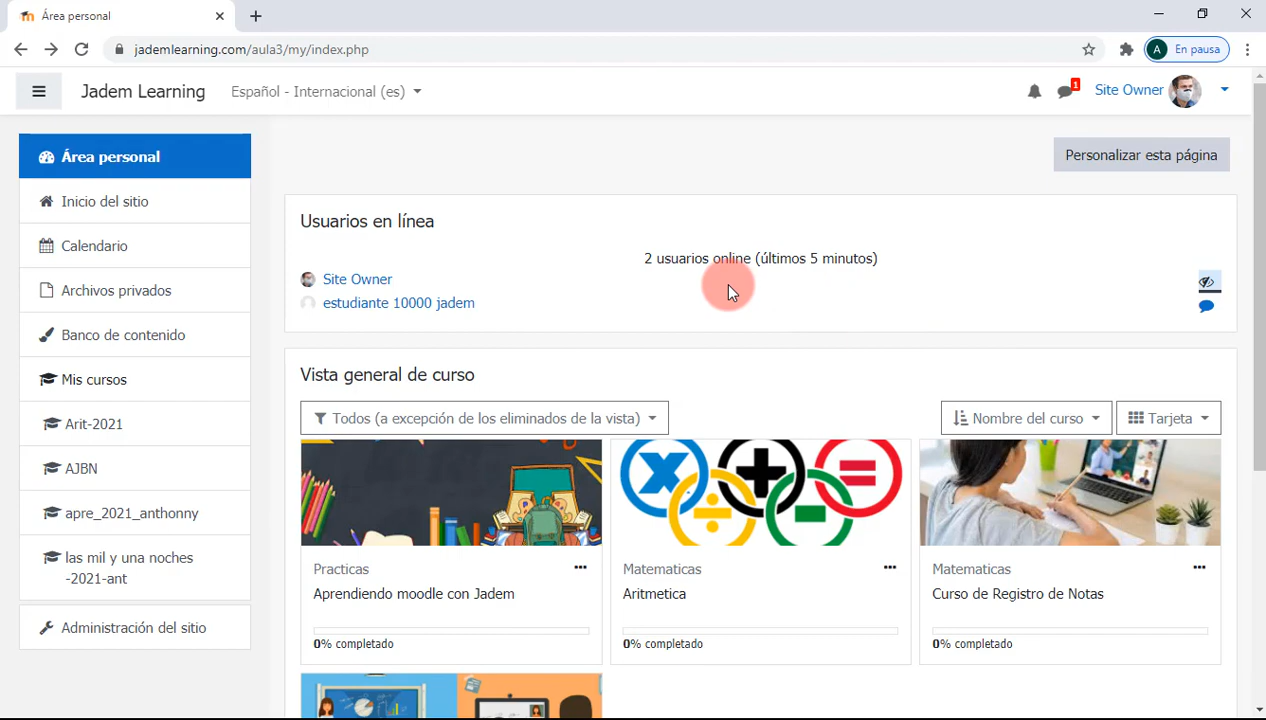 Área personal
jademlearning.com/aula3/my/index.php
A En pausa
Jadem Learning Español - Internacional (es)
1
Site Owner
Área personal
Inicio del sitio
Calendario
Archivos privados
Banco de contenido
Mis cursos
Arit-2021
AJBN
apre_2021_anthonny
las mil y una noches
-2021-ant
Administración del sitio
Personalizar esta página
Usuarios en línea
2 usuarios online (últimos 5 minutos)
Site Owner
estudiante 10000 jadem
Vista general de curso
Todos (a excepción de los eliminados de la vista)
Nombre del curso
Tarjeta
Practicas
Aprendiendo moodle con Jadem
0% completado
Matematicas
Aritmetica
0% completado
Matematicas
Curso de Registro de Notas
0% completado